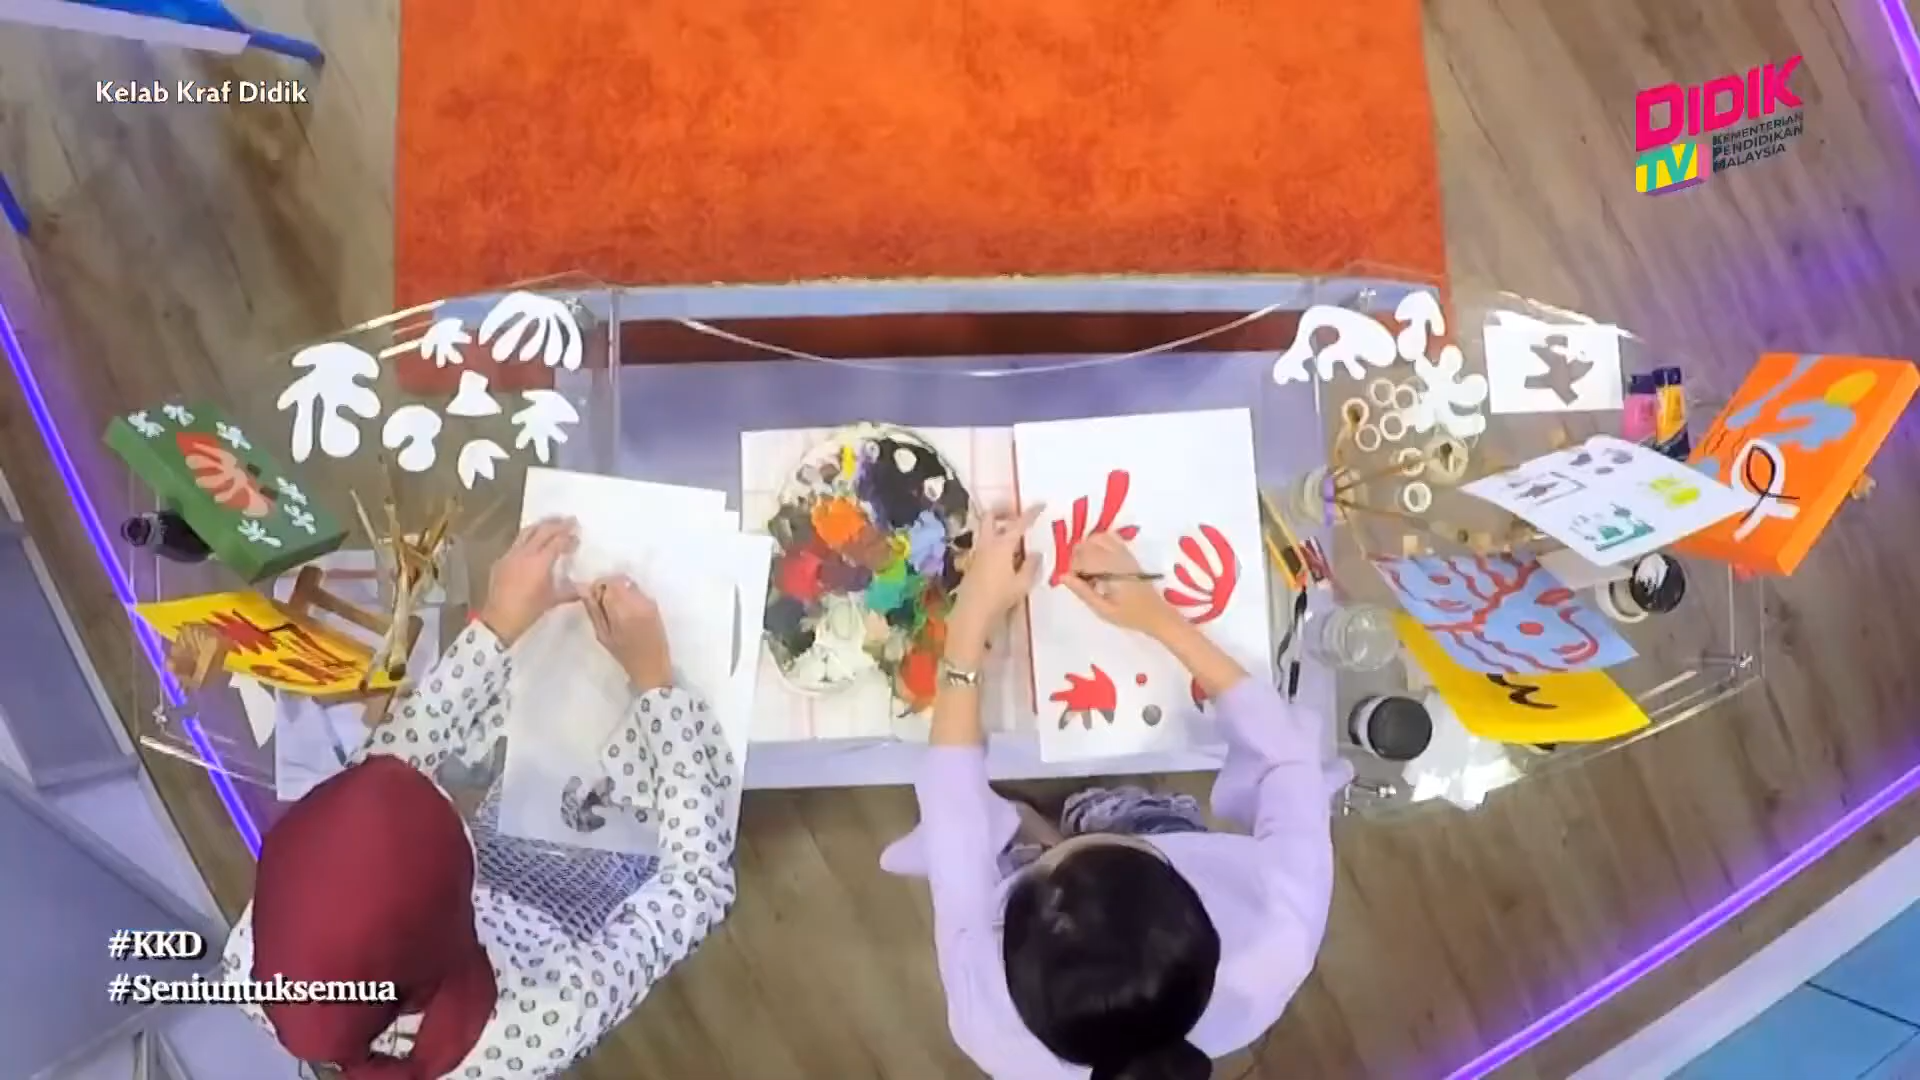 Kelab Kraf Didik
DIDIK
TV
KEMENTERIAN
PENDIDIKAN
MALAYSIA
#KKD
#Seniuntuksemua